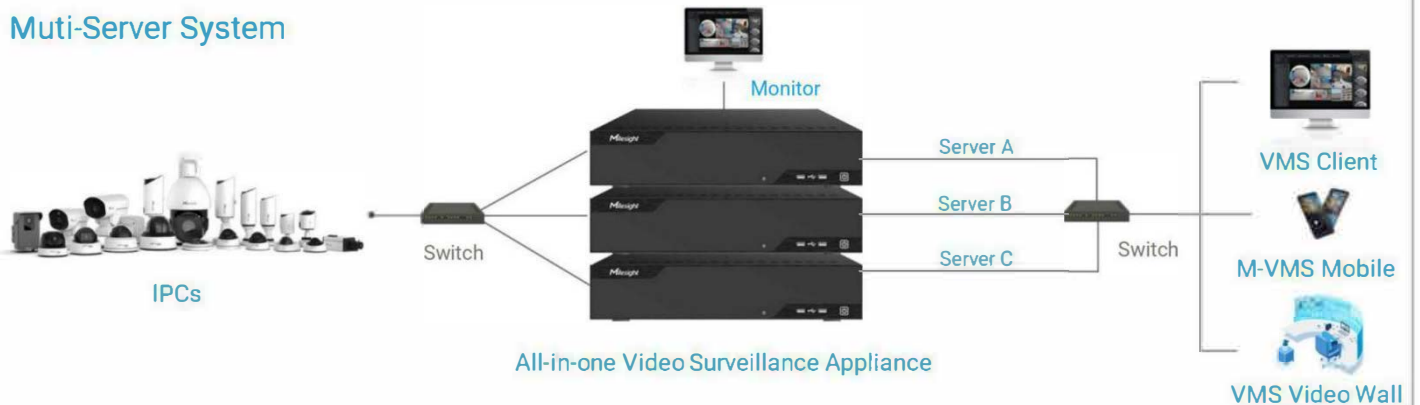 Muti-Server System
Monitor
Milesight
Server A
VMS Client
Milesight
Server B
Switch
Switch
Server C
M-VMS Mobile
Milesight
IPCs
All-in-one Video Surveillance Appliance
VMS Video Wall